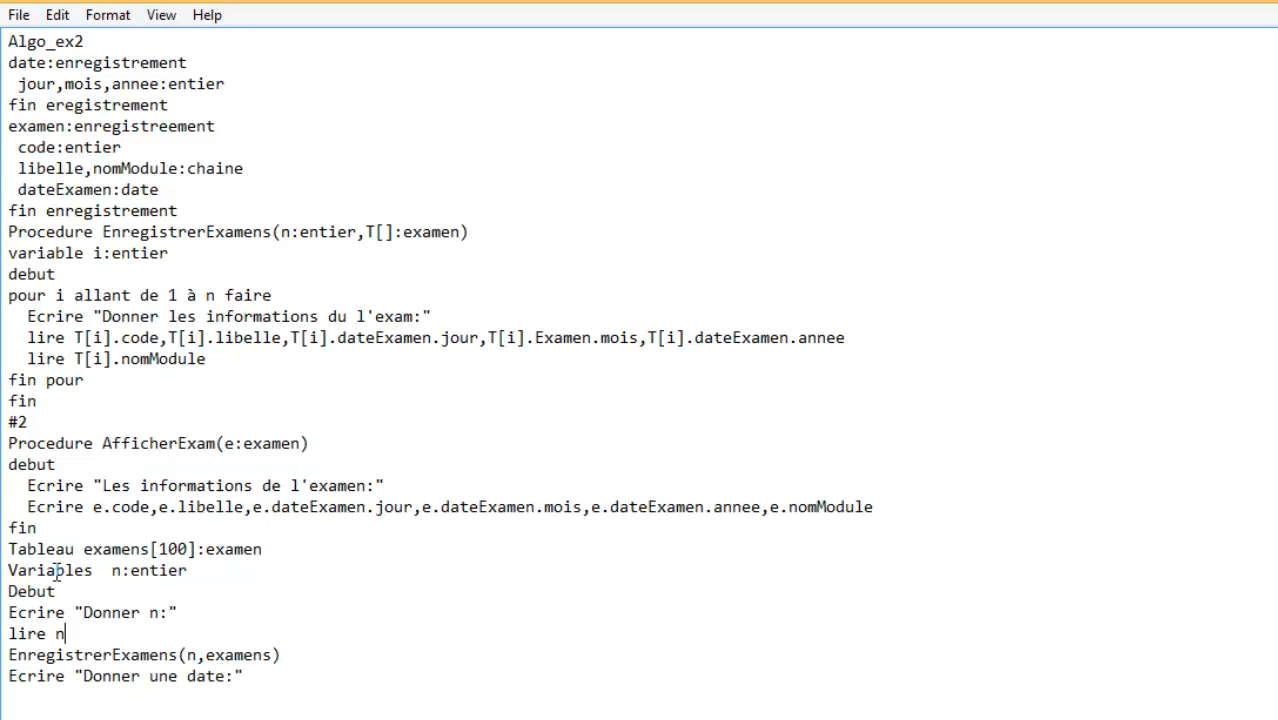 File Edit Format View Help
Algo_ex2
date:enregistrement
 jour,mois,annee:entier
fin eregistrement
examen:enregistreement
 code:entier
 libelle,nomModule:chaine
 dateExamen:date
fin enregistrement
Procedure EnregistrerExamens(n:entier,T[]:examen)
variable i:entier
debut
pour i allant de 1 à n faire
  Ecrire "Donner les informations du l'exam:"
  lire T[i].code,T[i].libelle,T[i].dateExamen.jour,T[i].Examen.mois,T[i].dateExamen.annee
  lire T[i].nomModule
fin pour
fin
#2
Procedure AfficherExam(e:examen)
debut
  Ecrire "Les informations de l'examen:"
  Ecrire e.code,e.libelle,e.dateExamen.jour,e.dateExamen.mois,e.dateExamen.annee,e.nomModule
fin
Tableau examens[100]:examen
Variables  n:entier
Debut
Ecrire "Donner n:"
lire n
EnregistrerExamens(n,examens)
Ecrire "Donner une date:"